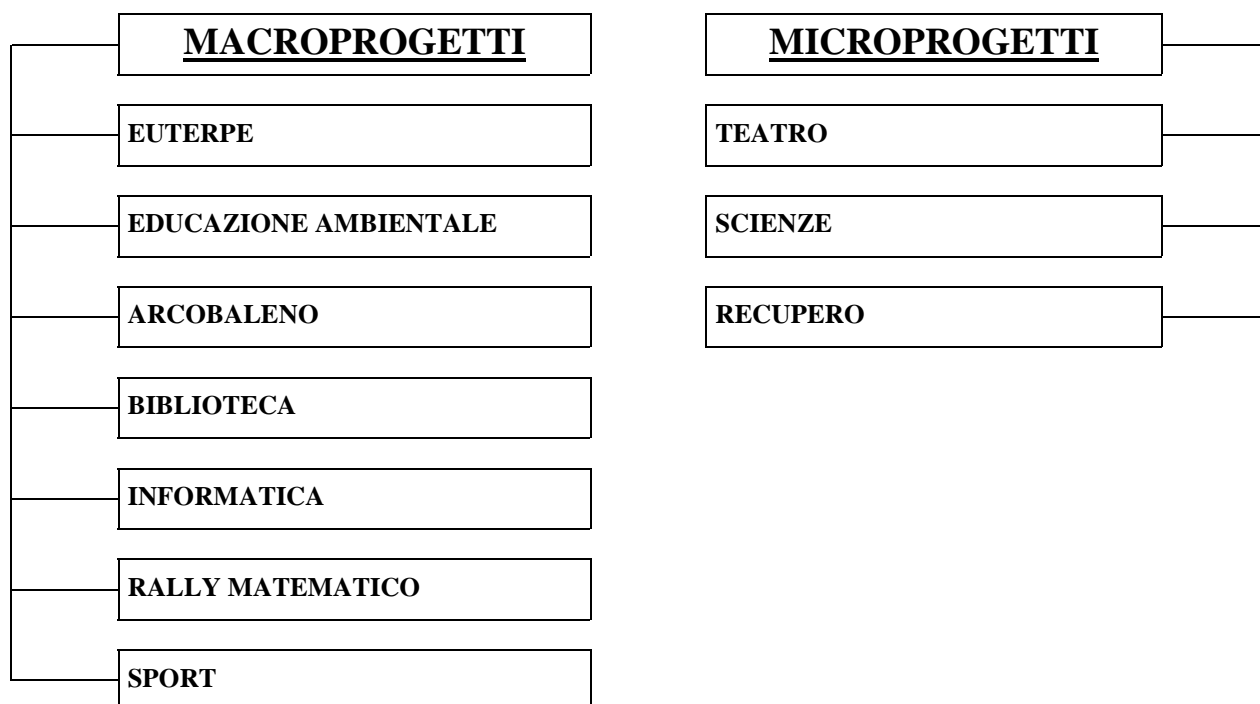 MACROPROGETTI
EUTERPE
EDUCAZIONE AMBIENTALE
ARCOBALENO
BIBLIOTECA
INFORMATICA
RALLY MATEMATICO
SPORT
MICROPROGETTI
TEATRO
SCIENZE
RECUPERO